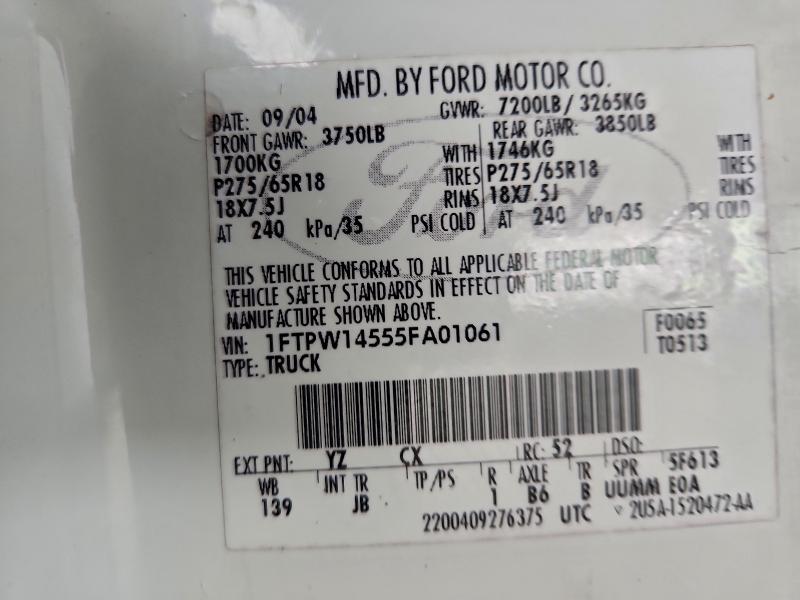 MFD. BY FORD MOTOR CO.
DATE: 09/04 GVWR: 7200LB / 3265KG
FRONT GAWR: 3750LB REAR GAWR: 3850LB
1700KG WITH 1746KG WITH
P275/65R18 TIRES P275/65R18 TIRES
18X7.5J RIMS 18X7.5J RIMS
AT 240 kPa/35 PSI COLD AT 240 kPa/35 PSI COLD
Ford
THIS VEHICLE CONFORMS TO ALL APPLICABLE FEDERAL MOTOR
VEHICLE SAFETY STANDARDS IN EFFECT ON THE DATE OF
MANUFACTURE SHOWN ABOVE.
VIN: 1FTPW14555FA01061 F0065
TYPE: TRUCK T0513
EXT PNT: YZ CX RC: 52 DSO:
WB INT TR TP/PS R AXLE TR SPR 5F613
139 JB 1 B6 B UUMM E0A
2200409276375 UTC 2U5A-1520472-AA